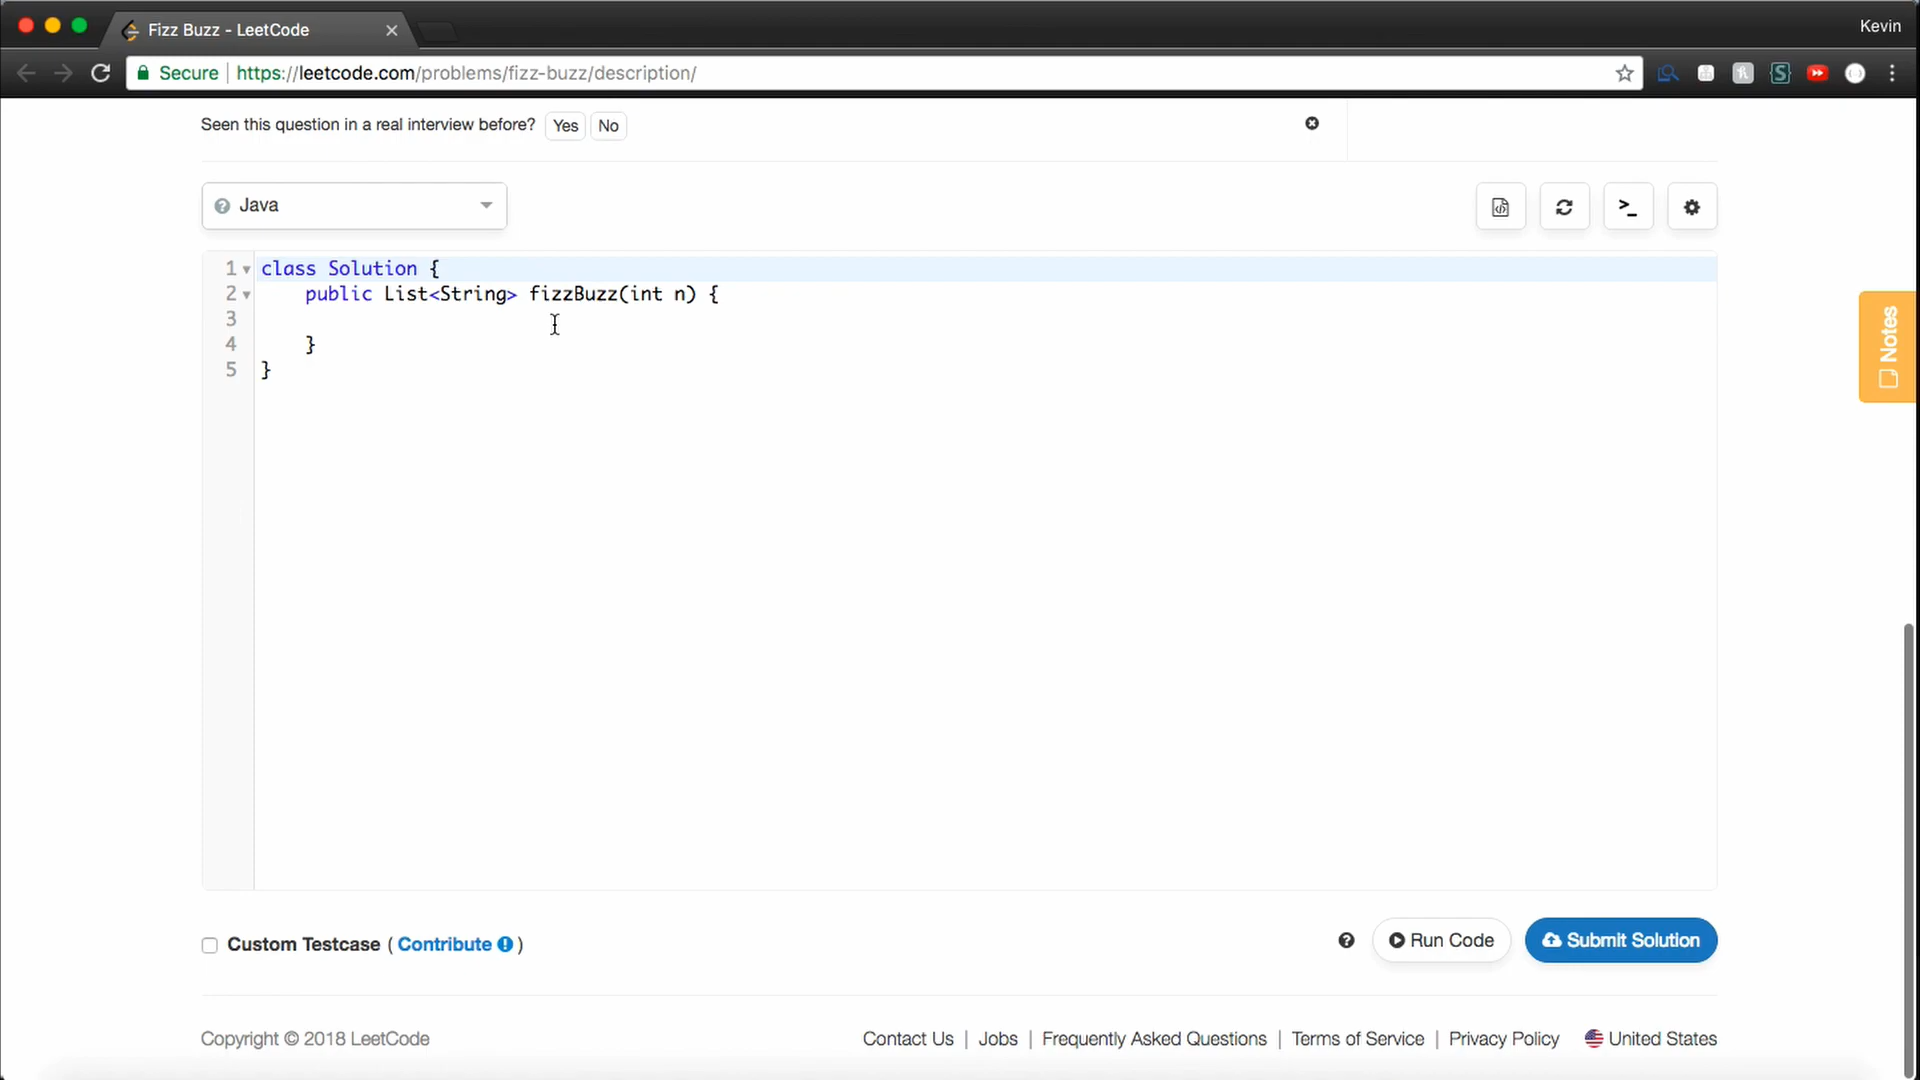 Fizz Buzz - LeetCode
Kevin
Secure https://leetcode.com/problems/fizz-buzz/description/
Seen this question in a real interview before? Yes No
Java
>_
1 class Solution {
2 public List<String> fizzBuzz(int n) {
3
4 }
5 }
Notes
Custom Testcase ( Contribute )
Run Code
Submit Solution
Copyright © 2018 LeetCode
Contact Us | Jobs | Frequently Asked Questions | Terms of Service | Privacy Policy United States